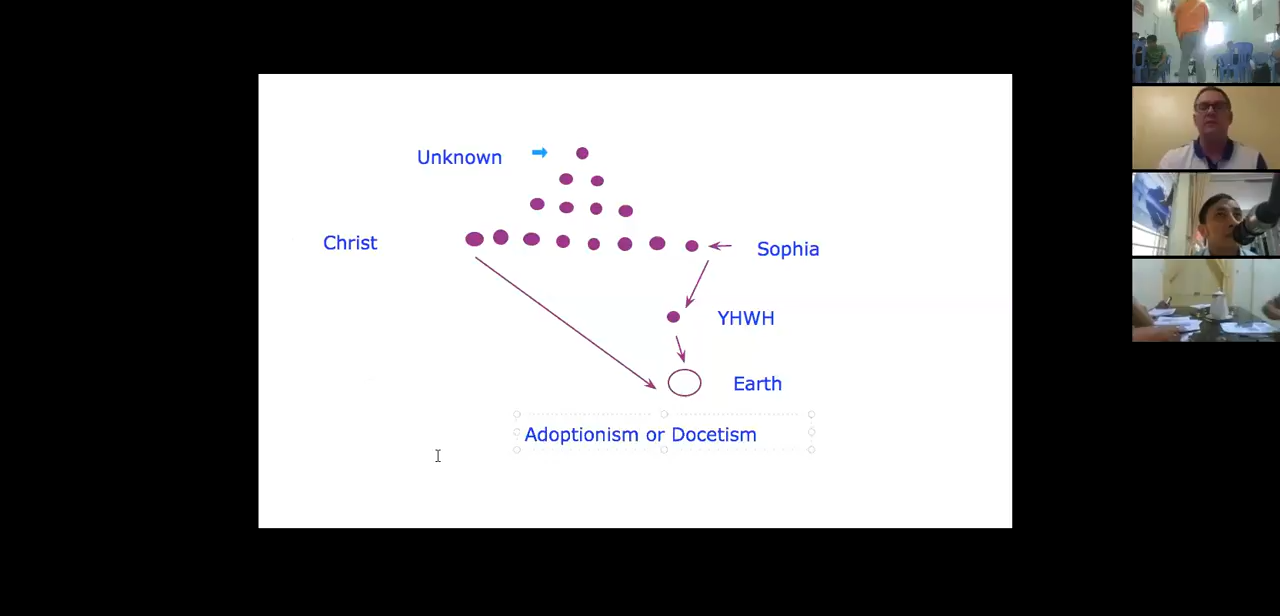 Unknown
Christ
Sophia
YHWH
Earth
Adoptionism or Docetism